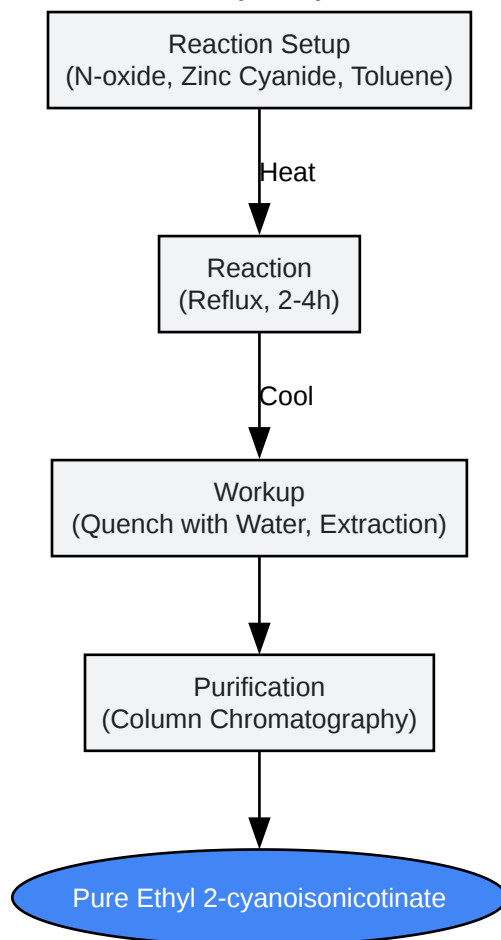 Reaction Setup
(N-oxide, Zinc Cyanide, Toluene)
Heat
Reaction
(Reflux, 2-4h)
Cool
Workup
(Quench with Water, Extraction)
Purification
(Column Chromatography)
Pure Ethyl 2-cyanoisonicotinate